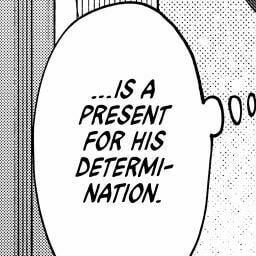 ...IS A
PRESENT
FOR HIS
DETERMI-
NATION.